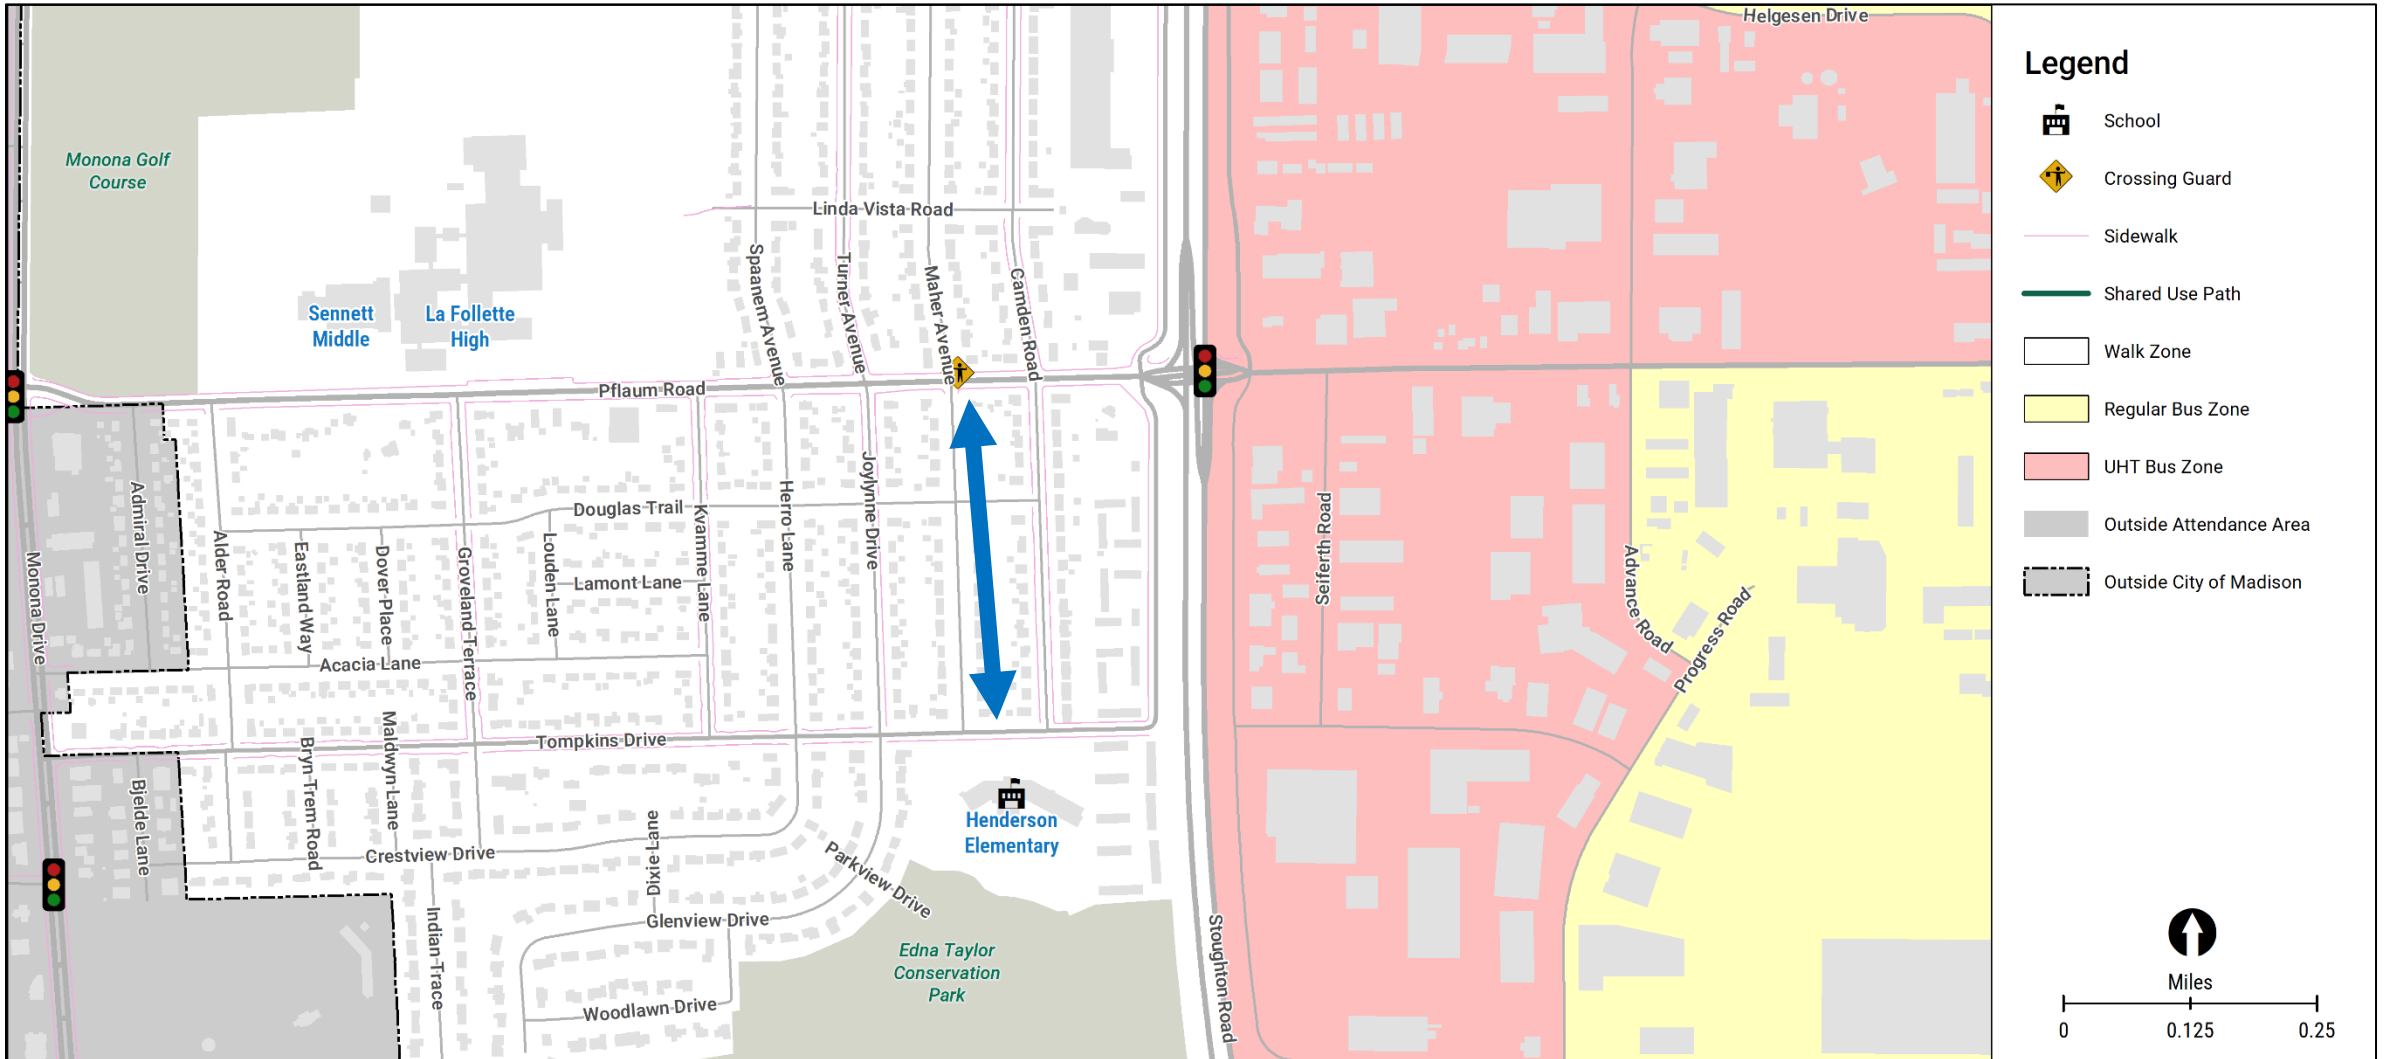 Helgesen Drive
Monona Golf
Course
Linda Vista Road
Spaanem Avenue
Turner Avenue
Maher Avenue
Camden Road
Sennett
Middle
La Follette
High
Pflaum Road
Admiral Drive
Monona Drive
Alder Road
Eastland Way
Dover Place
Groveland Terrace
Louden Lane
Douglas Trail
Lamont Lane
Kvamme Lane
Herro Lane
Joylynne Drive
Seiferth Road
Advance Road
Progress Road
Acacia Lane
Tompkins Drive
Bjelde Lane
Bryn Trem Road
Maldwyn Lane
Crestview Drive
Dixie Lane
Parkview Drive
Henderson
Elementary
Indian Trace
Glenview Drive
Woodlawn Drive
Edna Taylor
Conservation
Park
Stoughton Road
Legend
School
Crossing Guard
Sidewalk
Shared Use Path
Walk Zone
Regular Bus Zone
UHT Bus Zone
Outside Attendance Area
Outside City of Madison
Miles
0 0.125 0.25